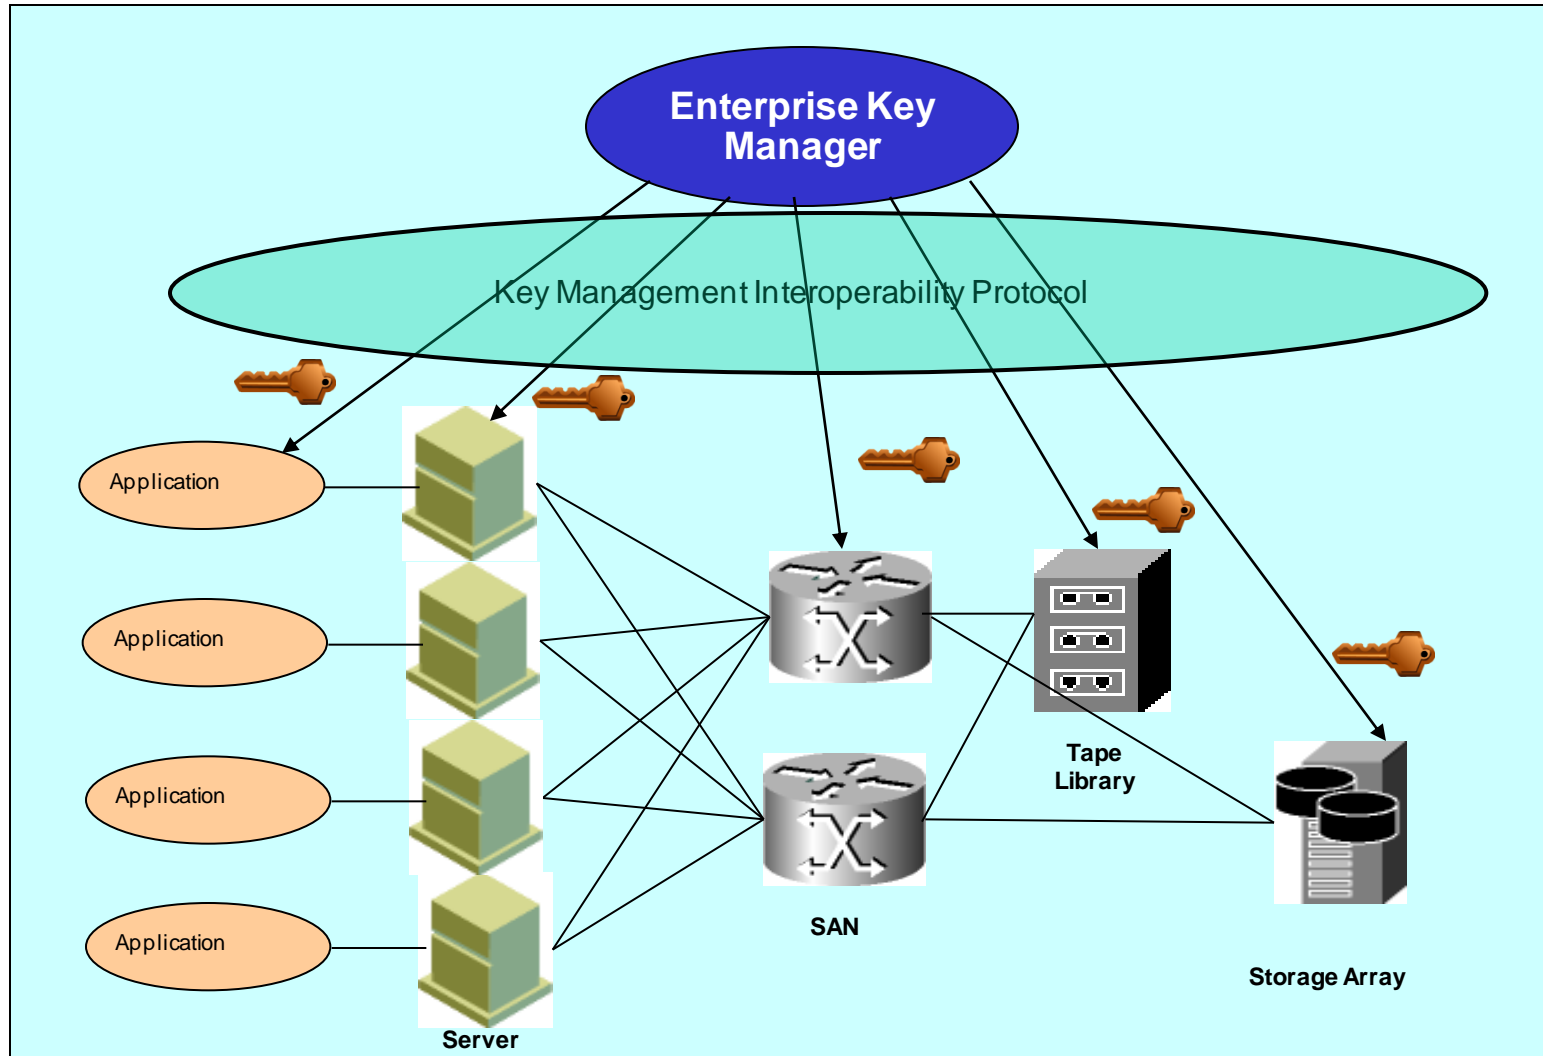 Enterprise Key
Manager
Key Management Interoperability Protocol
Application
Application
Application
Application
Tape
Library
SAN
Storage Array
Server